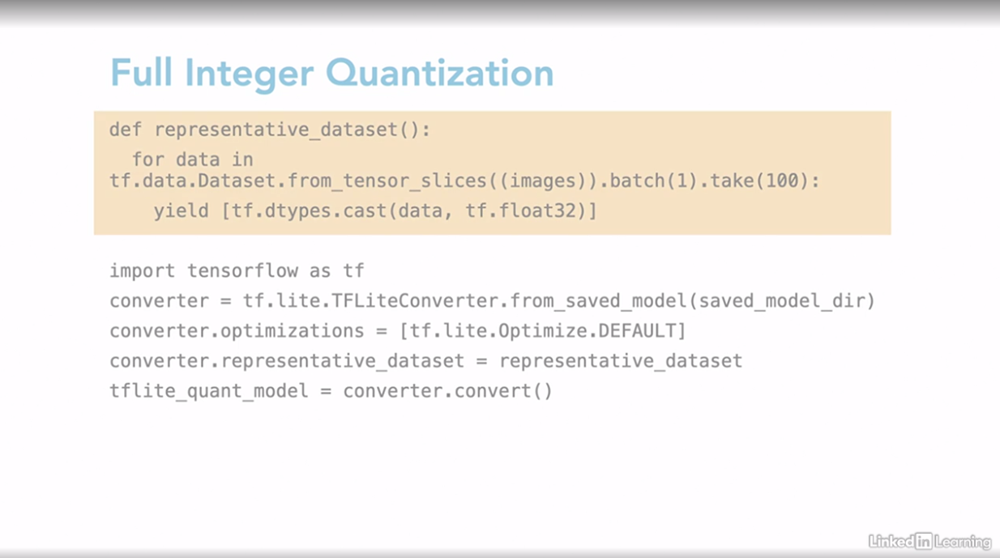 Full Integer Quantization
def representative_dataset():
for data in
tf.data.Dataset.from_tensor_slices((images)).batch(1).take(100):
yield [tf.dtypes.cast(data, tf.float32)]
import tensorflow as tf
converter = tf.lite.TFLiteConverter.from_saved_model(saved_model_dir)
converter.optimizations = [tf.lite.Optimize.DEFAULT]
converter.representative_dataset = representative_dataset
tflite_quant_model = converter.convert()
Linked in Learning